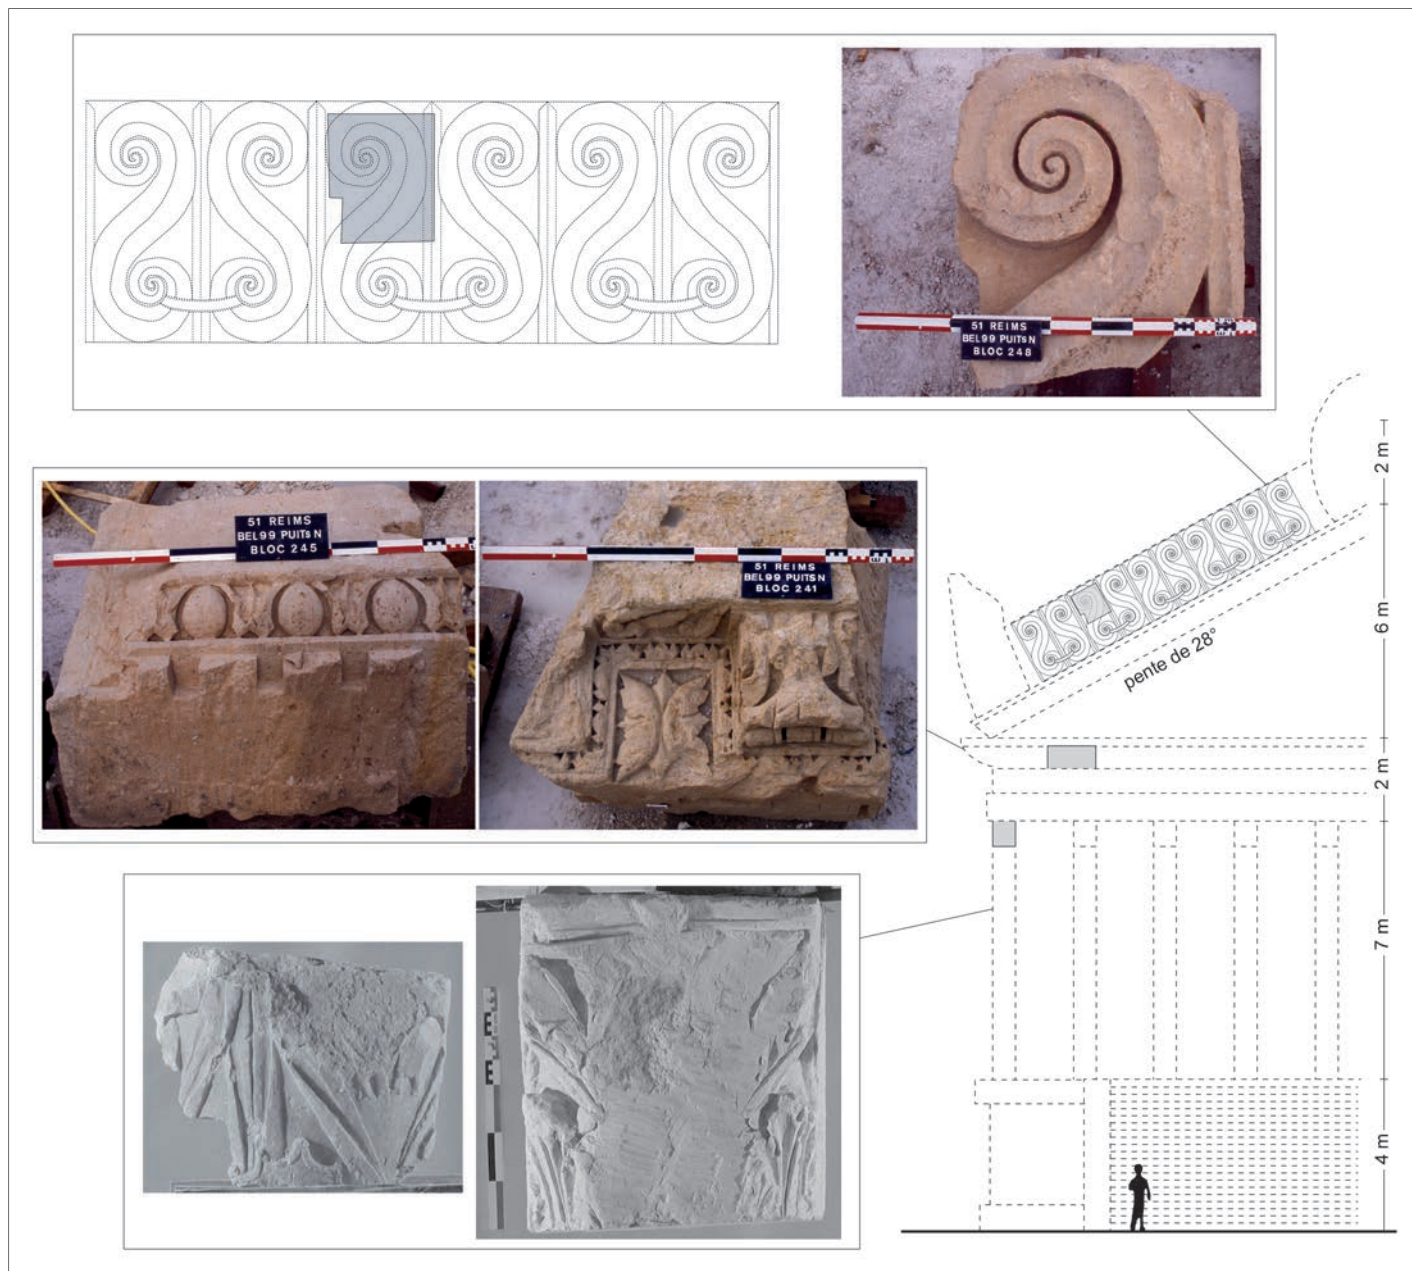 51 REIMS
BEL99 PUITS N
BLOC 248
51 REIMS
BEL99 PUITS N
BLOC 245
51 REIMS
BEL99 PUITS N
BLOC 241
pente de 28°
2 m
6 m
2 m
7 m
4 m